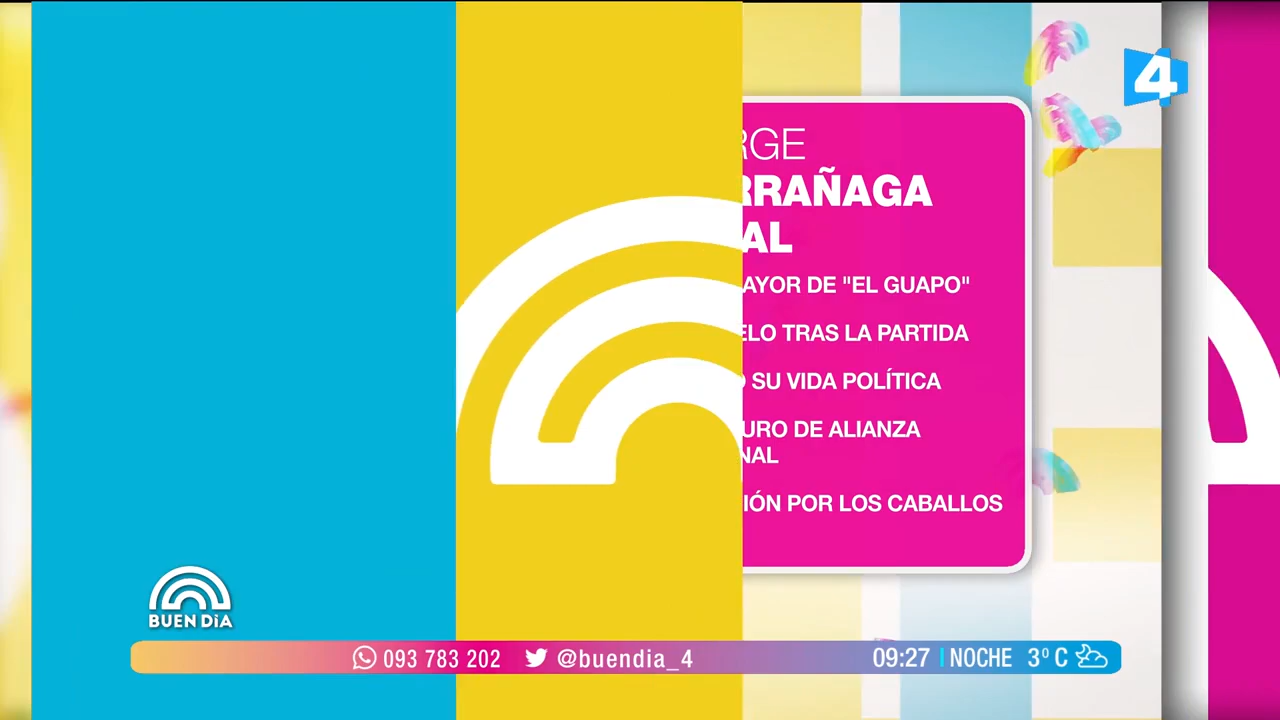 4
RGE
RRAÑAGA
AL
AYOR DE "EL GUAPO"
ELO TRAS LA PARTIDA
O SU VIDA POLÍTICA
URO DE ALIANZA
NAL
IÓN POR LOS CABALLOS
BUEN DíA
093 783 202 @buendia_4 09:27 NOCHE 3º C